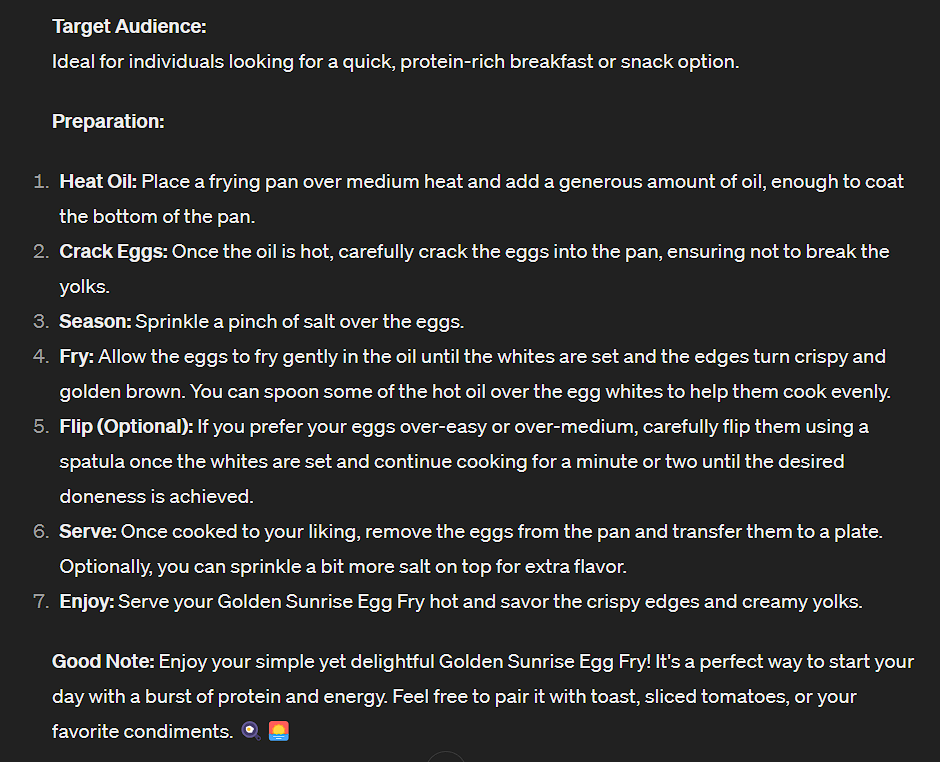 Target Audience:
Ideal for individuals looking for a quick, protein-rich breakfast or snack option.
Preparation:
1. Heat Oil: Place a frying pan over medium heat and add a generous amount of oil, enough to coat
the bottom of the pan.
2. Crack Eggs: Once the oil is hot, carefully crack the eggs into the pan, ensuring not to break the
yolks.
3. Season: Sprinkle a pinch of salt over the eggs.
4. Fry: Allow the eggs to fry gently in the oil until the whites are set and the edges turn crispy and
golden brown. You can spoon some of the hot oil over the egg whites to help them cook evenly.
5. Flip (Optional): If you prefer your eggs over-easy or over-medium, carefully flip them using a
spatula once the whites are set and continue cooking for a minute or two until the desired
doneness is achieved.
6. Serve: Once cooked to your liking, remove the eggs from the pan and transfer them to a plate.
Optionally, you can sprinkle a bit more salt on top for extra flavor.
7. Enjoy: Serve your Golden Sunrise Egg Fry hot and savor the crispy edges and creamy yolks.
Good Note: Enjoy your simple yet delightful Golden Sunrise Egg Fry! It's a perfect way to start your
day with a burst of protein and energy. Feel free to pair it with toast, sliced tomatoes, or your
favorite condiments. 🍳 🌅